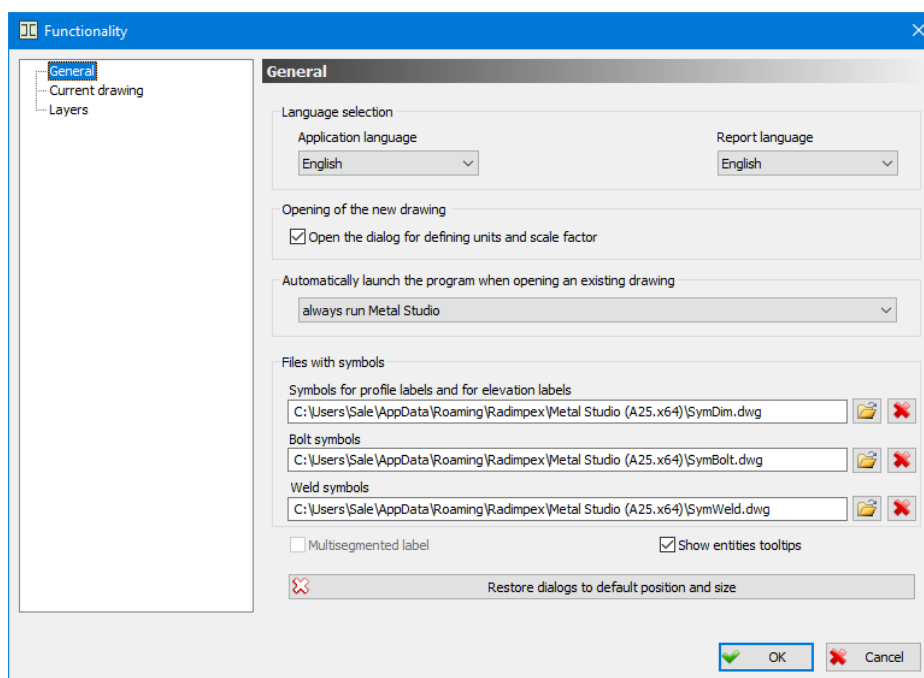 Functionality
General
Current drawing
Layers
General
Language selection
Application language
Report language
English
English
Opening of the new drawing
Open the dialog for defining units and scale factor
Automatically launch the program when opening an existing drawing
always run Metal Studio
Files with symbols
Symbols for profile labels and for elevation labels
C:\Users\Sale\AppData\Roaming\Radimpex\Metal Studio (A25.x64)\SymDim.dwg
Bolt symbols
C:\Users\Sale\AppData\Roaming\Radimpex\Metal Studio (A25.x64)\SymBolt.dwg
Weld symbols
C:\Users\Sale\AppData\Roaming\Radimpex\Metal Studio (A25.x64)\SymWeld.dwg
Multisegmented label
Show entities tooltips
Restore dialogs to default position and size
OK
Cancel